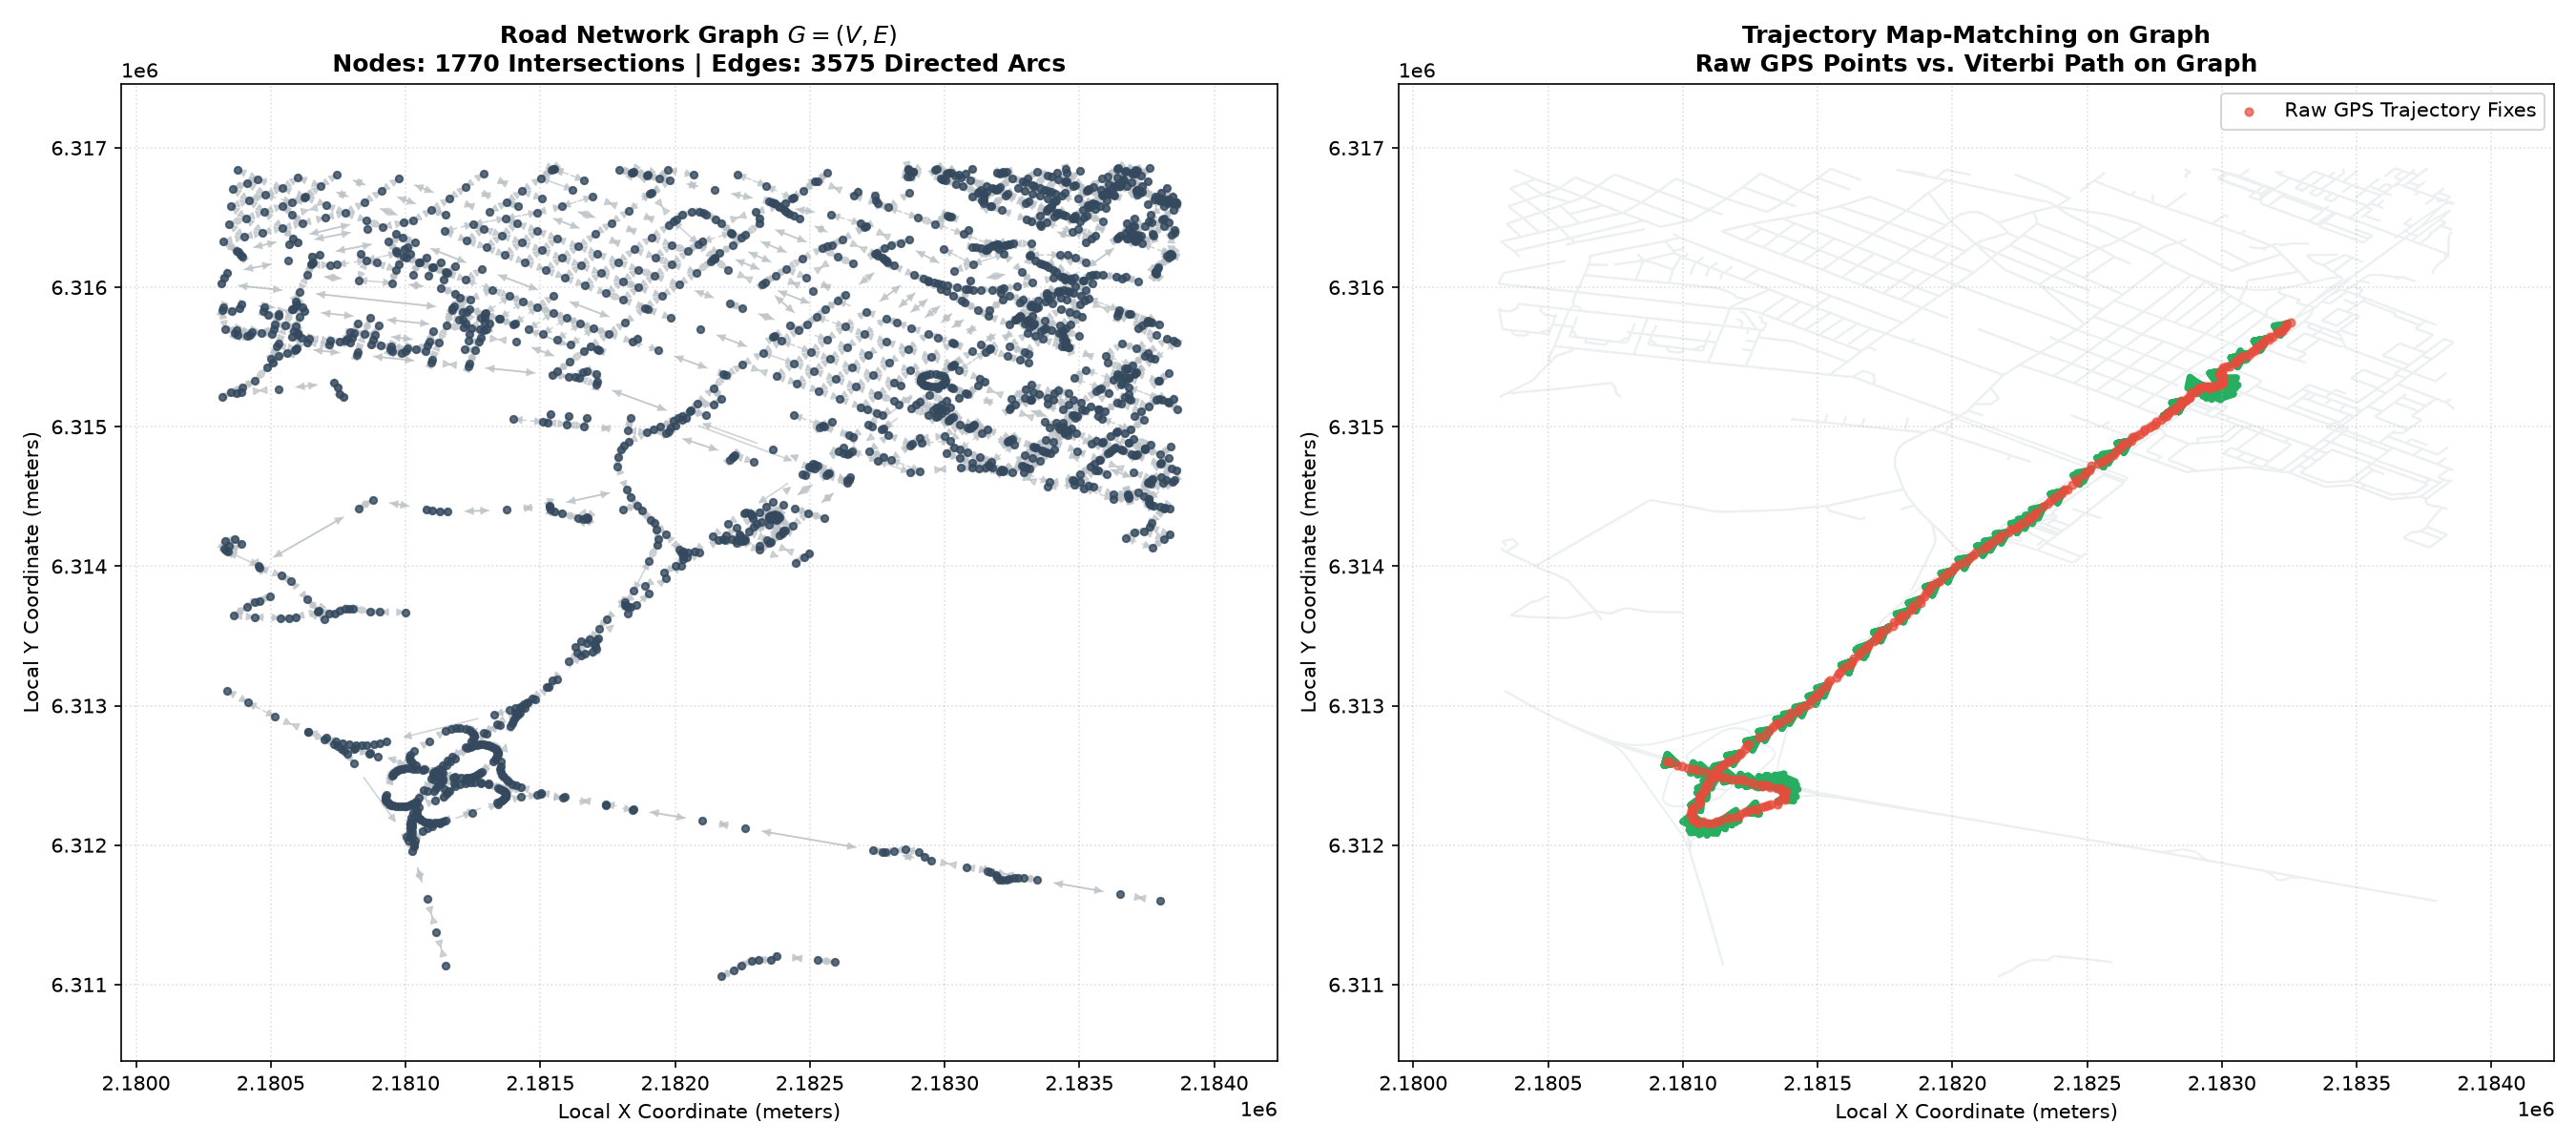 Road Network Graph G = (V, E)
Nodes: 1770 Intersections | Edges: 3575 Directed Arcs
1e6
6.317
6.316
6.315
6.314
6.313
6.312
6.311
Local Y Coordinate (meters)
2.1800 2.1805 2.1810 2.1815 2.1820 2.1825 2.1830 2.1835 2.1840
Local X Coordinate (meters)
1e6
Trajectory Map-Matching on Graph
Raw GPS Points vs. Viterbi Path on Graph
1e6
Raw GPS Trajectory Fixes
6.317
6.316
6.315
6.314
6.313
6.312
6.311
Local Y Coordinate (meters)
2.1800 2.1805 2.1810 2.1815 2.1820 2.1825 2.1830 2.1835 2.1840
Local X Coordinate (meters)
1e6